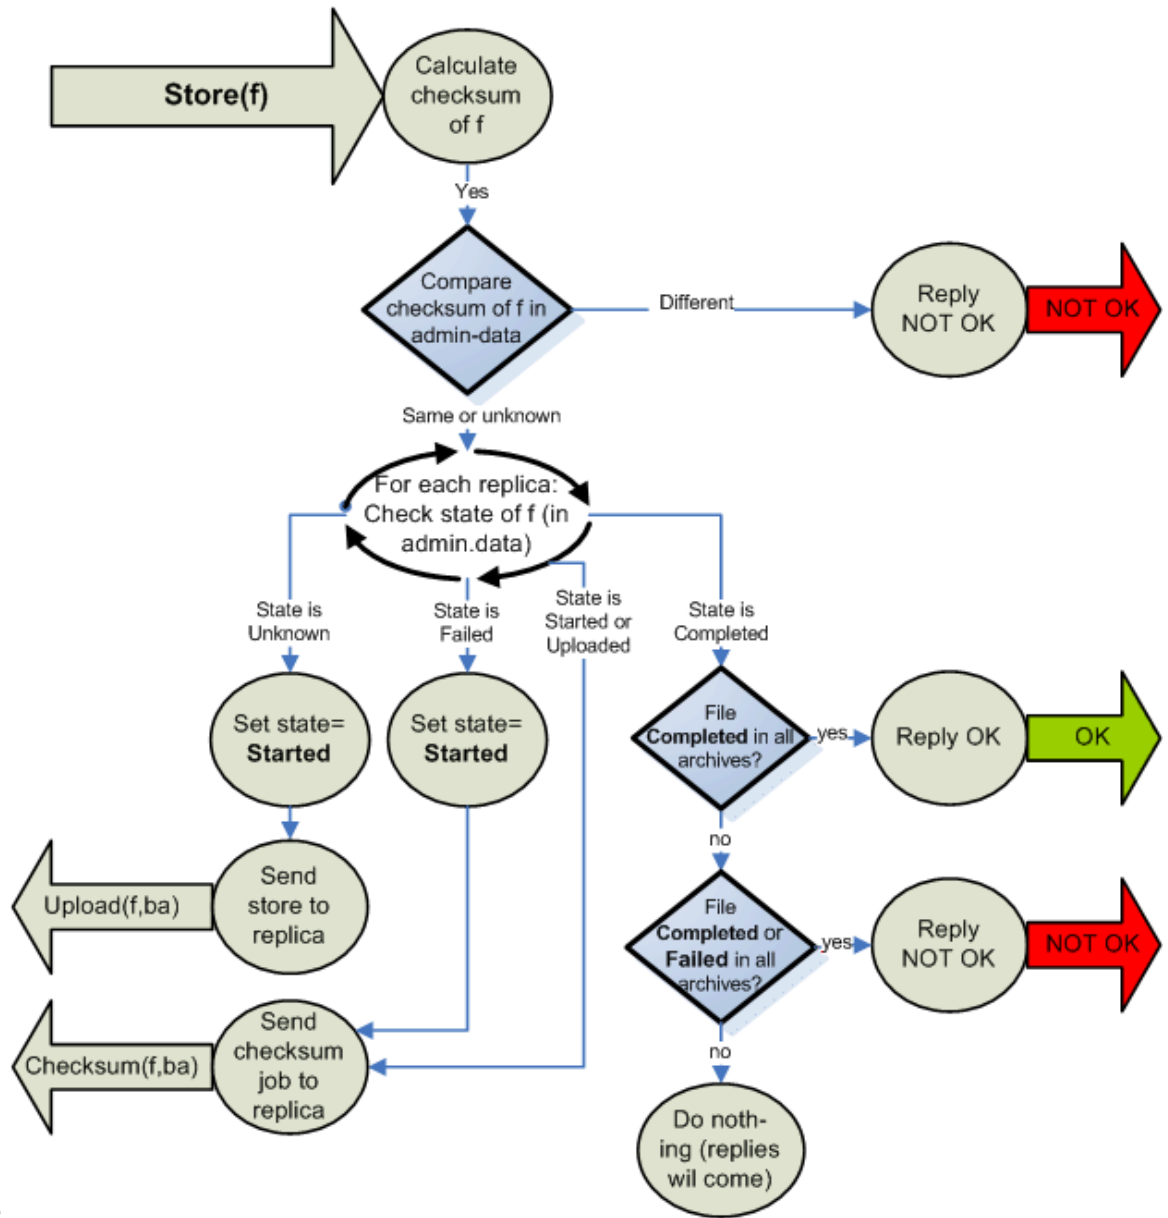 Store(f)
Calculate
checksum
of f
Yes
Compare
checksum of f in
admin-data
Different
Reply
NOT OK
NOT OK
Same or unknown
For each replica:
Check state of f (in
admin.data)
State is
Unknown
State is
Failed
State is
Started or
Uploaded
State is
Completed
Set state=
Started
Set state=
Started
File
Completed in all
archives?
yes
Reply OK
OK
no
Send
store to
replica
Upload(f,ba)
File
Completed or
Failed in all
archives?
yes
Reply
NOT OK
NOT OK
Send
checksum
job to
replica
Checksum(f,ba)
no
Do noth-
ing (replies
wil come)